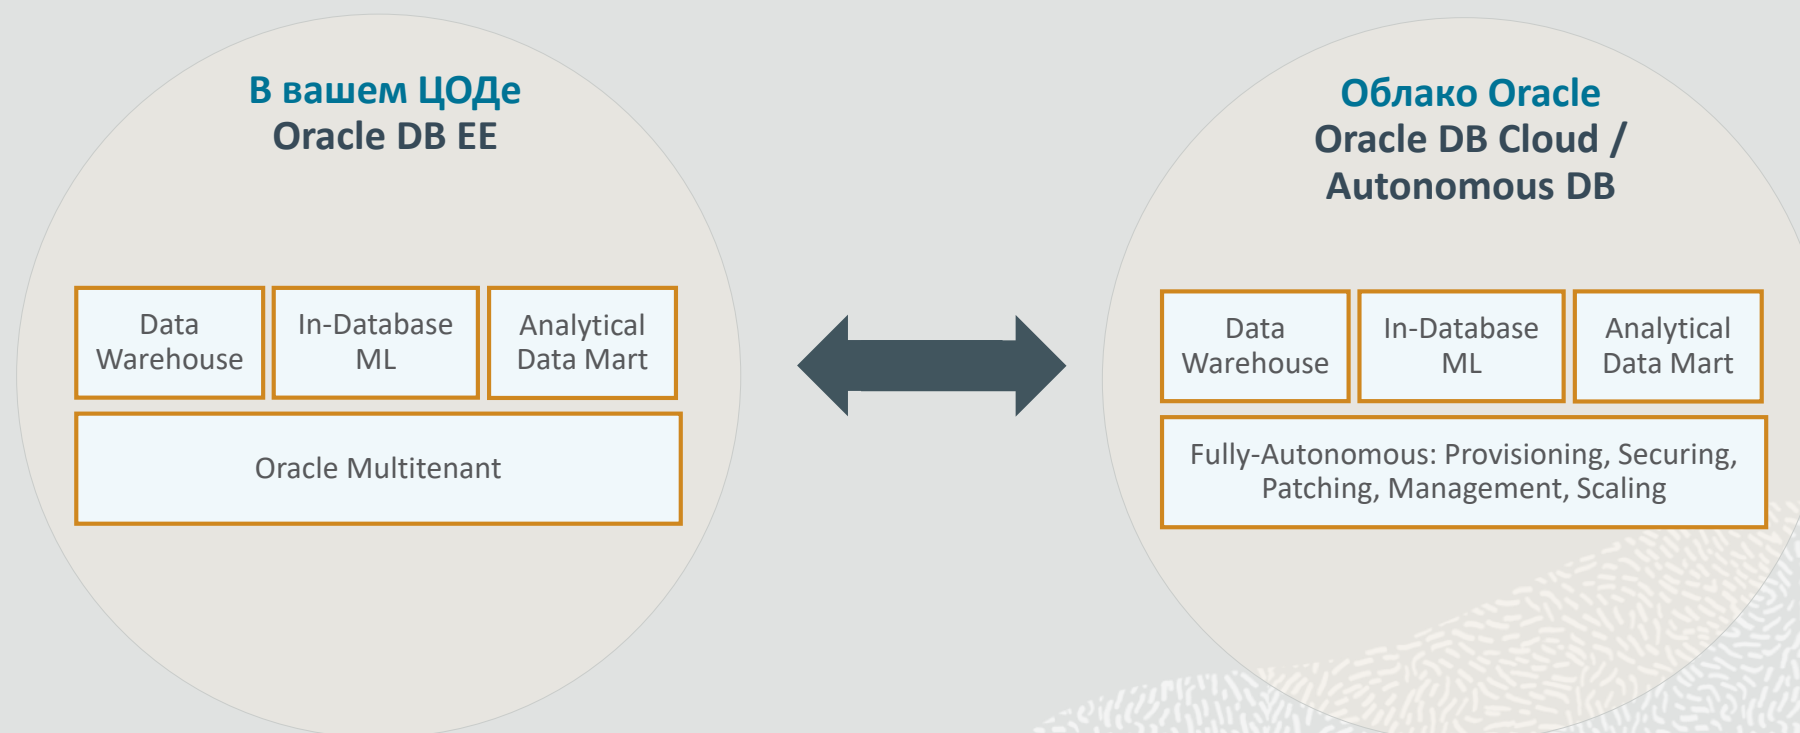 В вашем ЦОДе
Oracle DB EE
Data
Warehouse
In-Database
ML
Analytical
Data Mart
Oracle Multitenant
Облако Oracle
Oracle DB Cloud /
Autonomous DB
Data
Warehouse
In-Database
ML
Analytical
Data Mart
Fully-Autonomous: Provisioning, Securing,
Patching, Management, Scaling